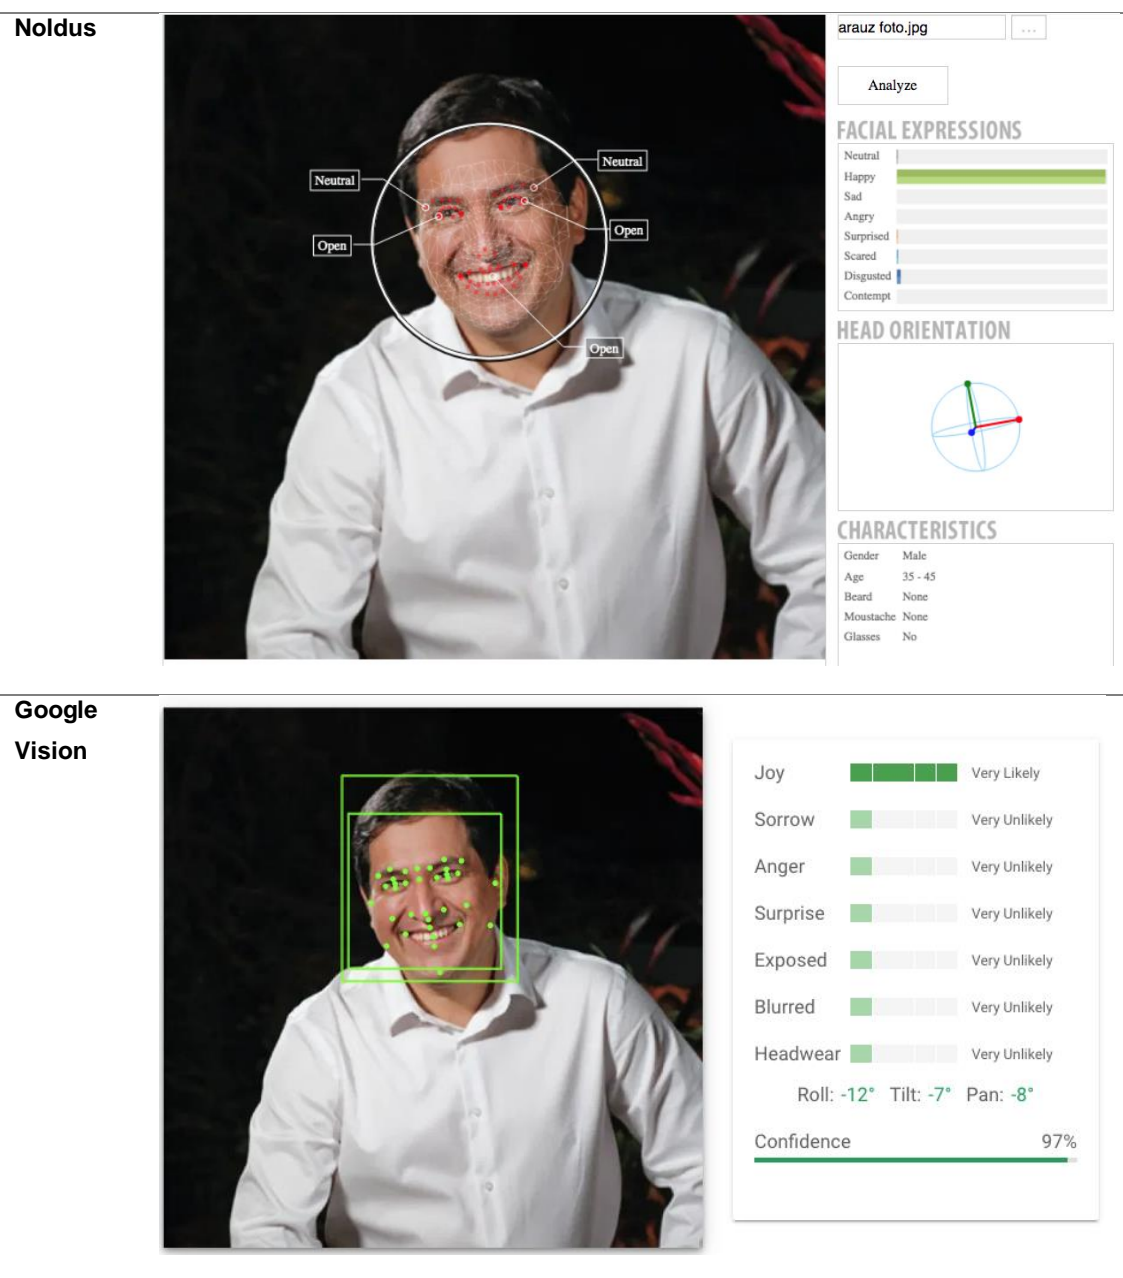 Noldus
arauz foto.jpg
...
Analyze
FACIAL EXPRESSIONS
Neutral
Happy
Sad
Angry
Surprised
Scared
Disgusted
Contempt
Neutral
Neutral
Open
Open
Open
HEAD ORIENTATION
CHARACTERISTICS
Gender Male
Age 35 - 45
Beard None
Moustache None
Glasses No
Google
Vision
Joy Very Likely
Sorrow Very Unlikely
Anger Very Unlikely
Surprise Very Unlikely
Exposed Very Unlikely
Blurred Very Unlikely
Headwear Very Unlikely
Roll: -12° Tilt: -7° Pan: -8°
Confidence 97%